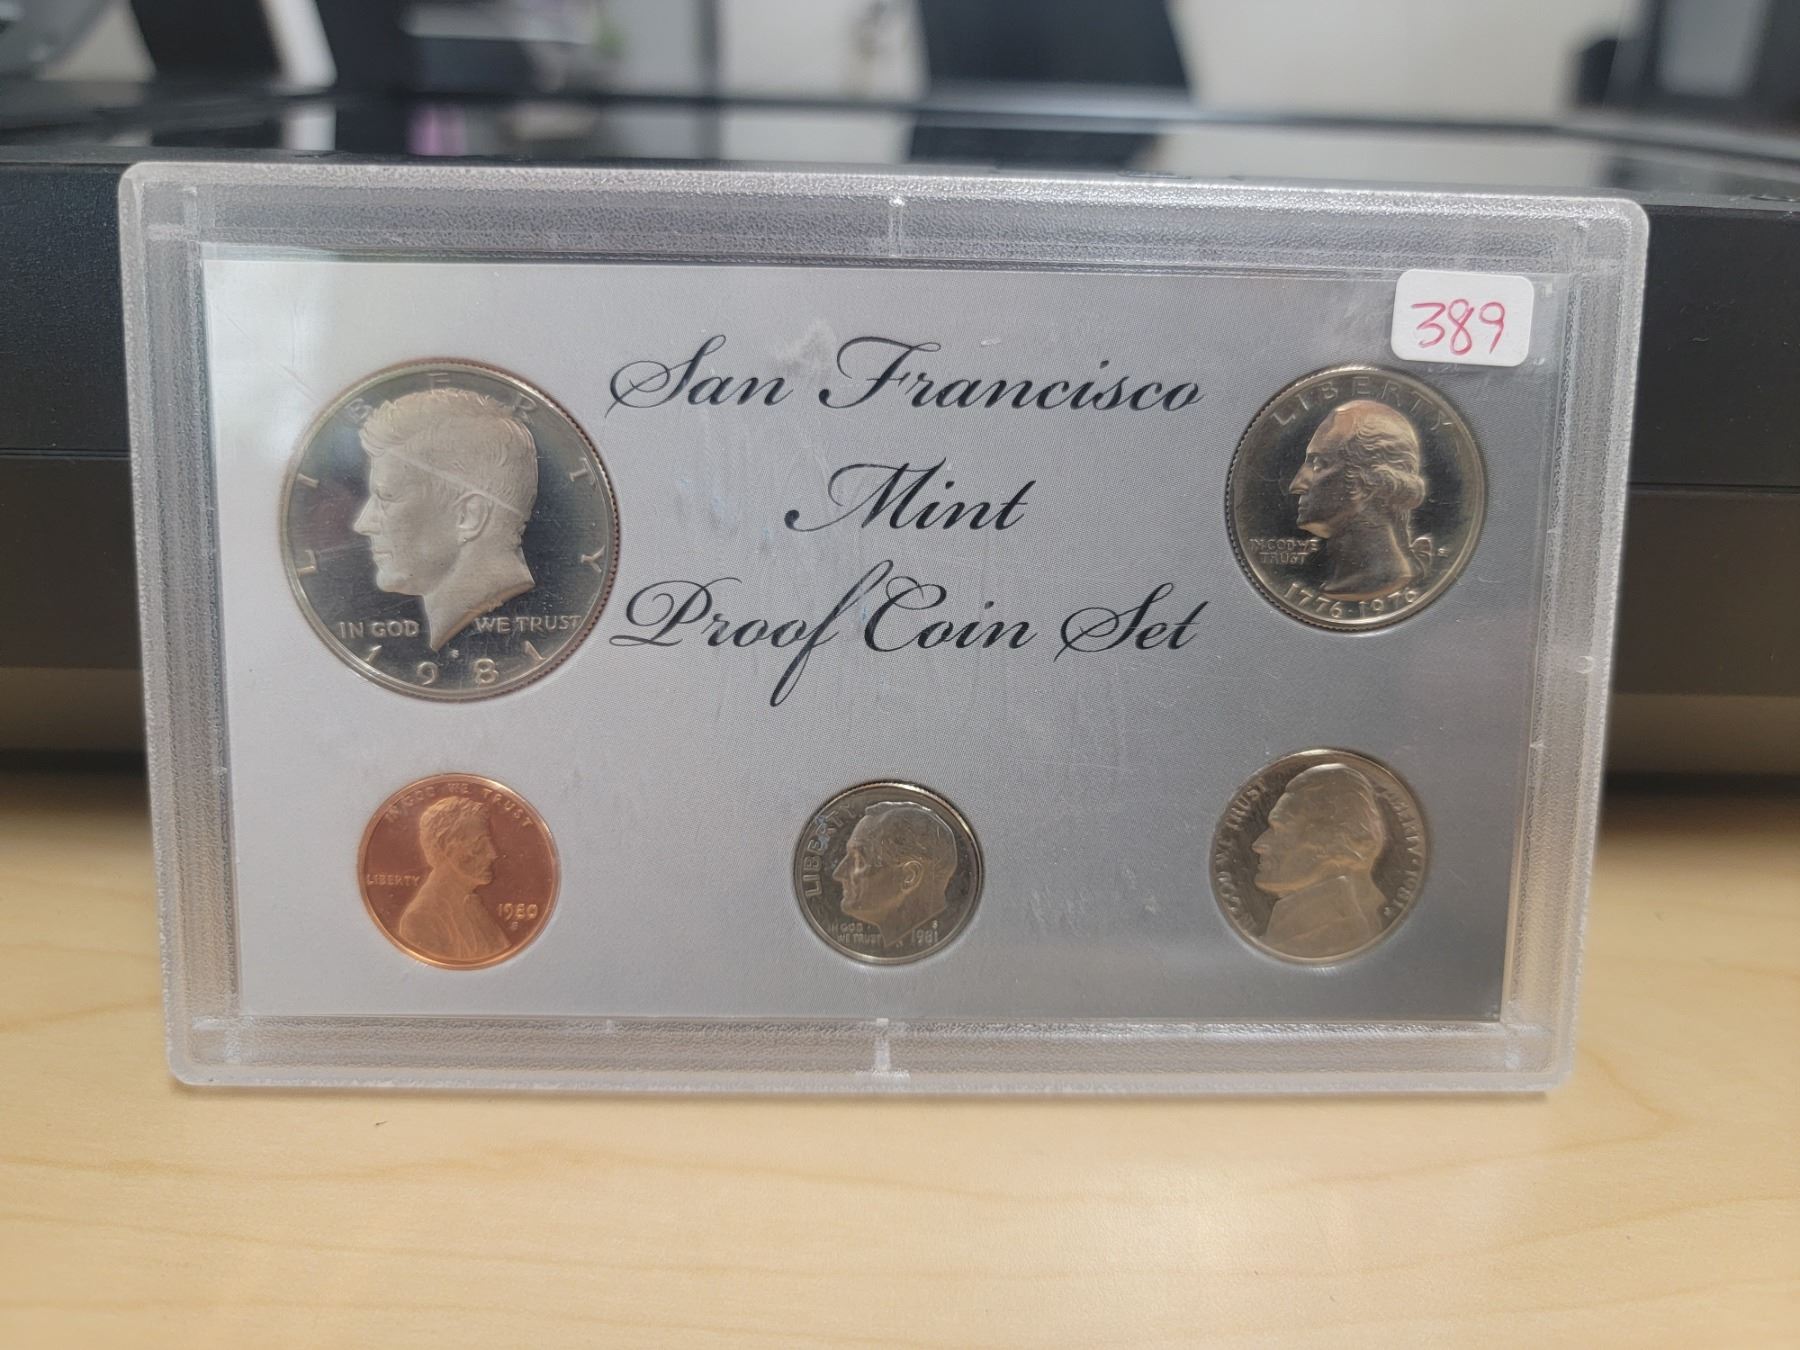 389
San Francisco
Mint
Proof Coin Set
LIBERTY
IN GOD WE TRUST
1981
LIBERTY
IN GOD WE
TRUST
S
1776-1976
IN GOD WE TRUST
LIBERTY
1980
S
LIBERTY
IN GOD
WE TRUST
S
1981
IN GOD WE TRUST
LIBERTY · 1981